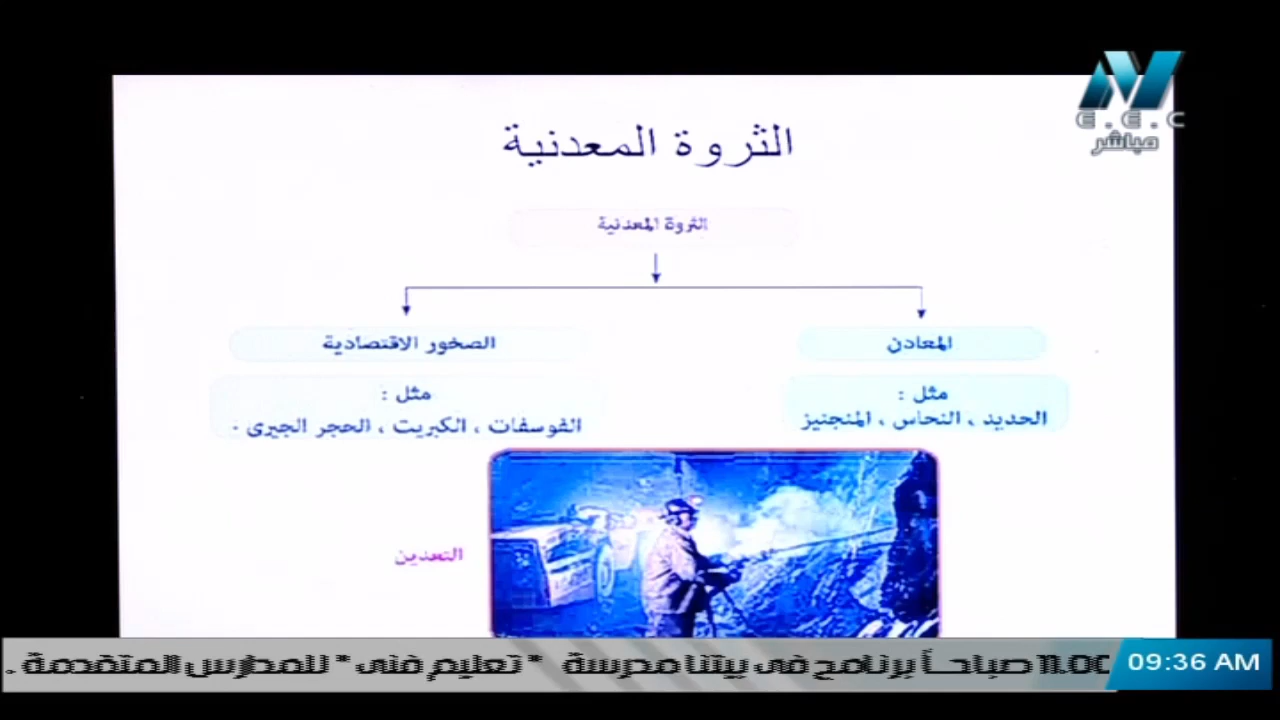 E.E.C
مباشر
الثروة المعدنية
الثروة المعدنية
المعادن
الصخور الاقتصادية
مثل :
الحديد ، النحاس ، المنجنيز
مثل :
الفوسفات ، الكبريت ، الحجر الجيرى .
التعدين
09:36 AM
11.00 صباحـاً برنامج فى بيتنا مدرسة " تعليم فنى " للمدارس المتقدمة .